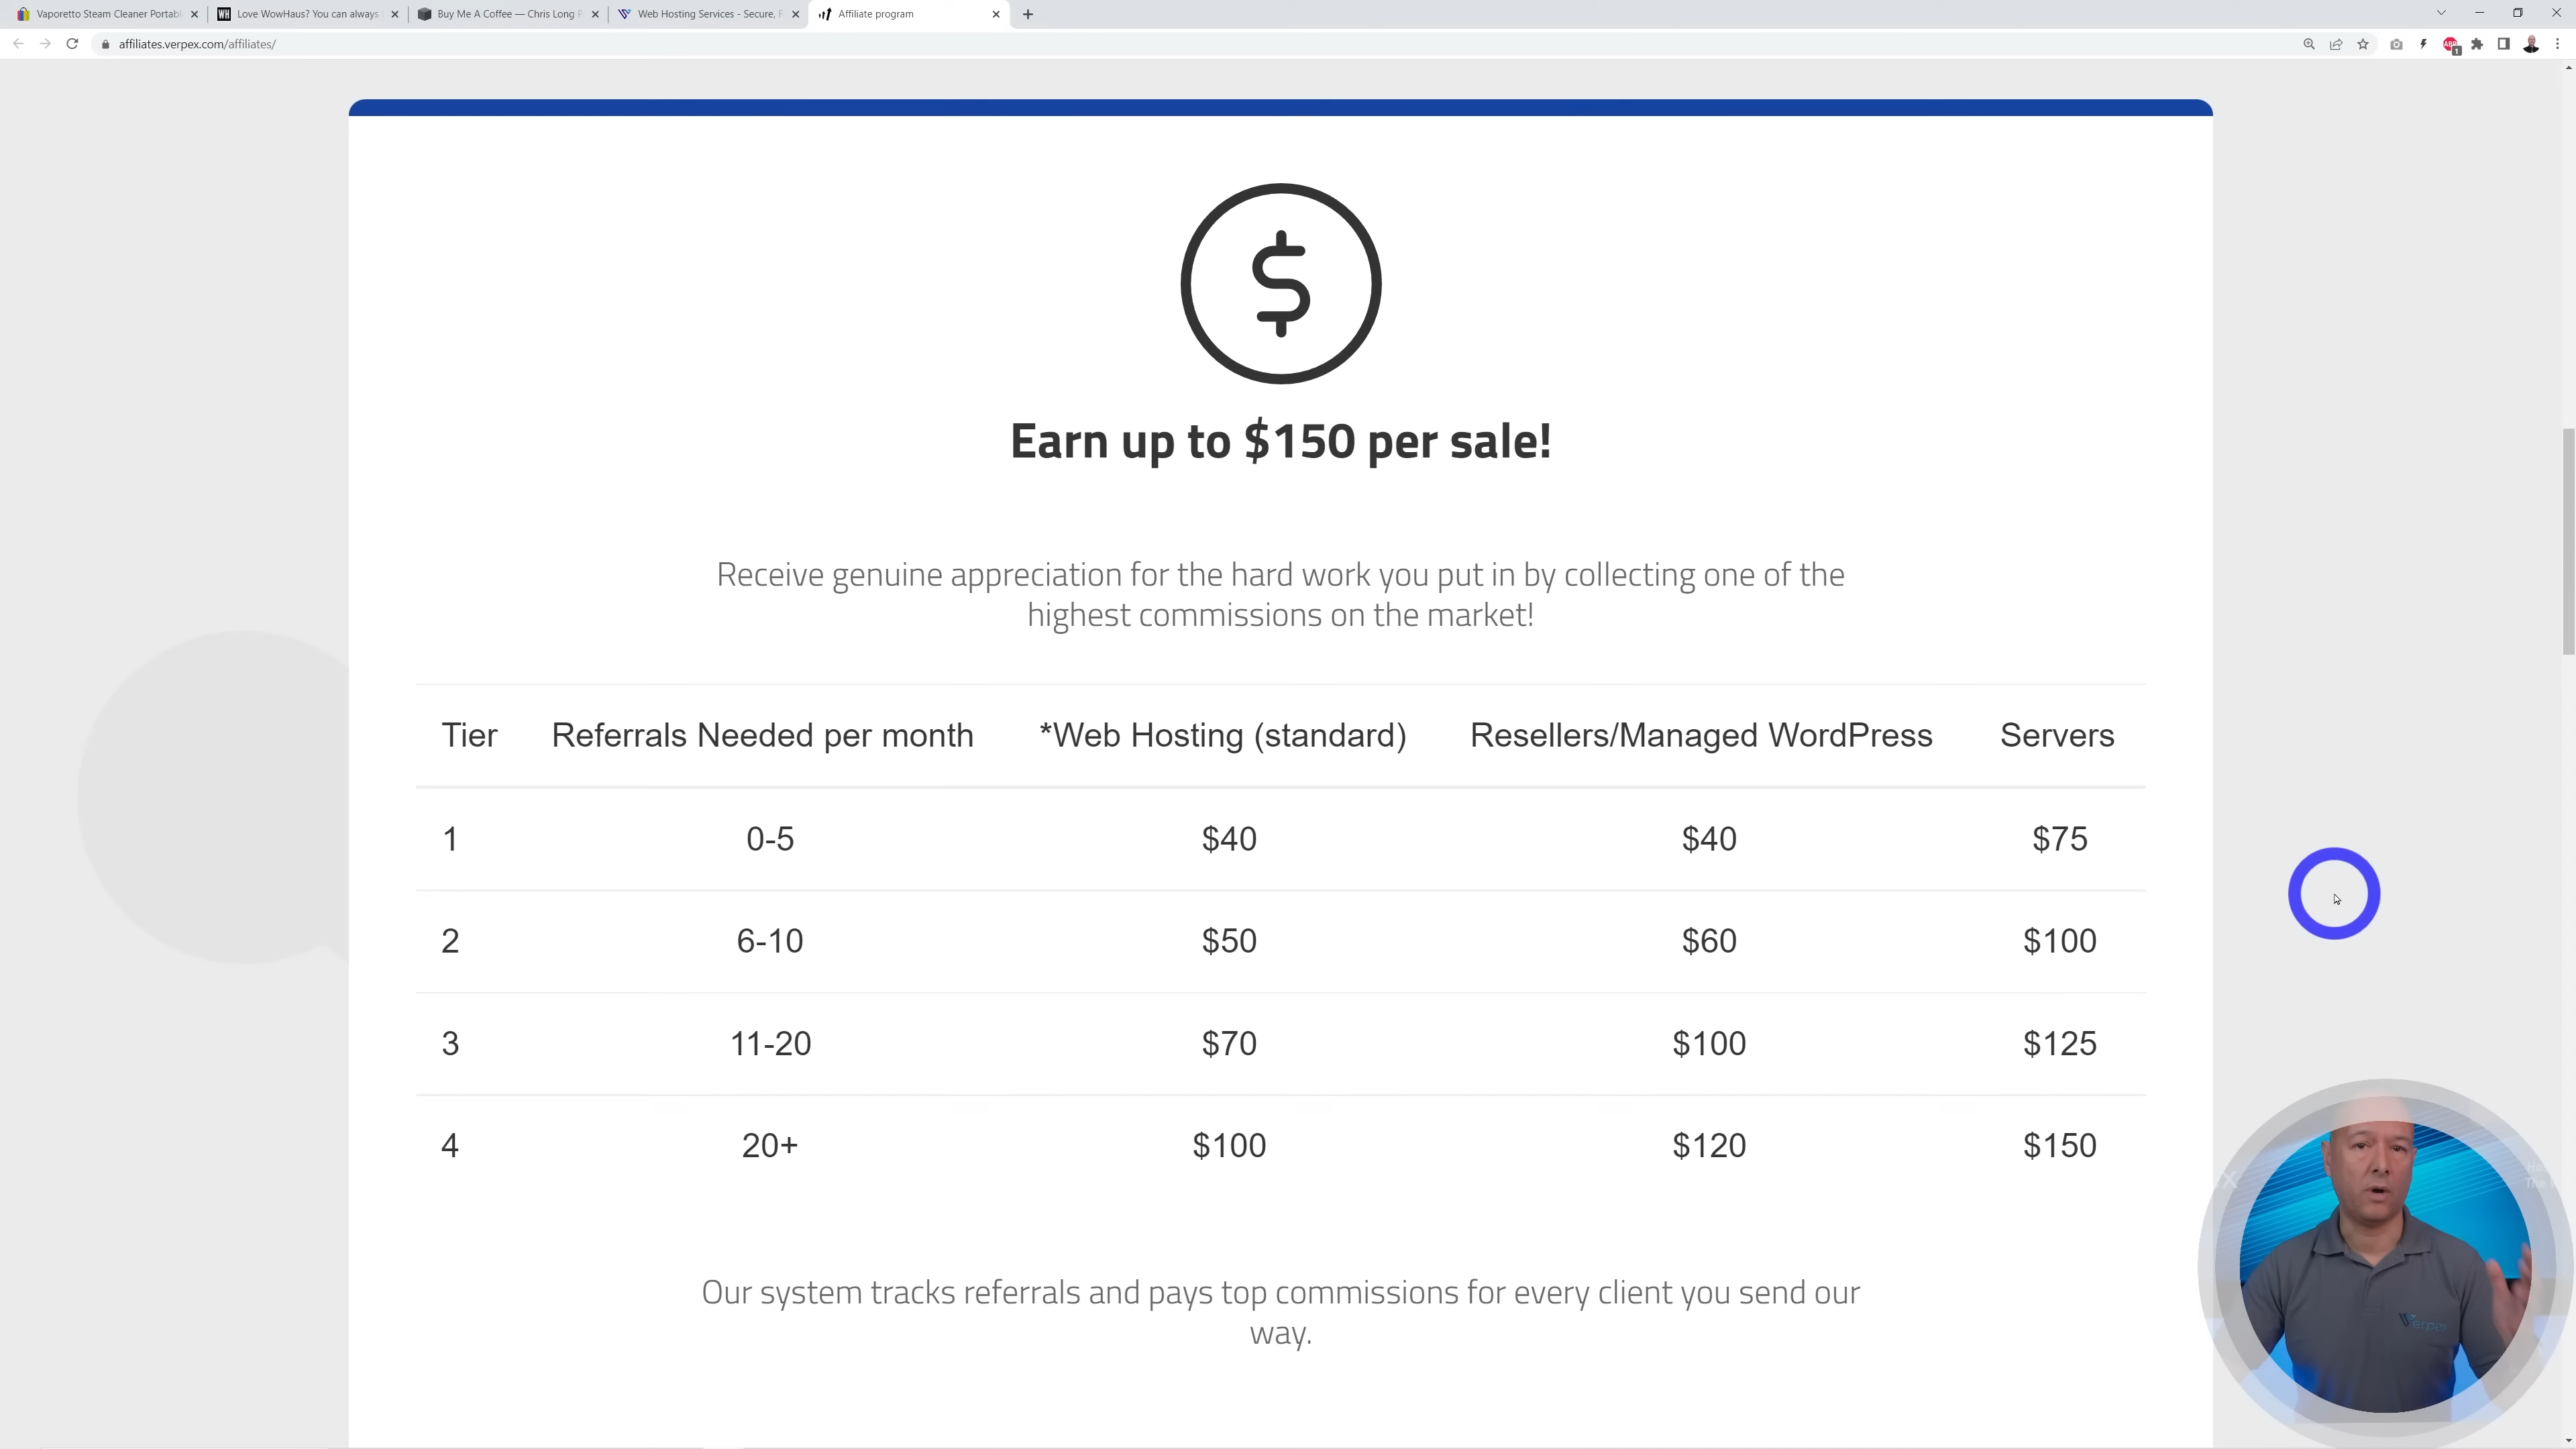 Vaporetto Steam Cleaner Portabl
Love WowHaus? You can always
Buy Me A Coffee — Chris Long P
Web Hosting Services - Secure, F
Affiliate program
affiliates.verpex.com/affiliates/
$
Earn up to $150 per sale!
Receive genuine appreciation for the hard work you put in by collecting one of the
highest commissions on the market!
Tier Referrals Needed per month *Web Hosting (standard) Resellers/Managed WordPress Servers
1 0-5 $40 $40 $75
2 6-10 $50 $60 $100
3 11-20 $70 $100 $125
4 20+ $100 $120 $150
Our system tracks referrals and pays top commissions for every client you send our
way.
Verpex